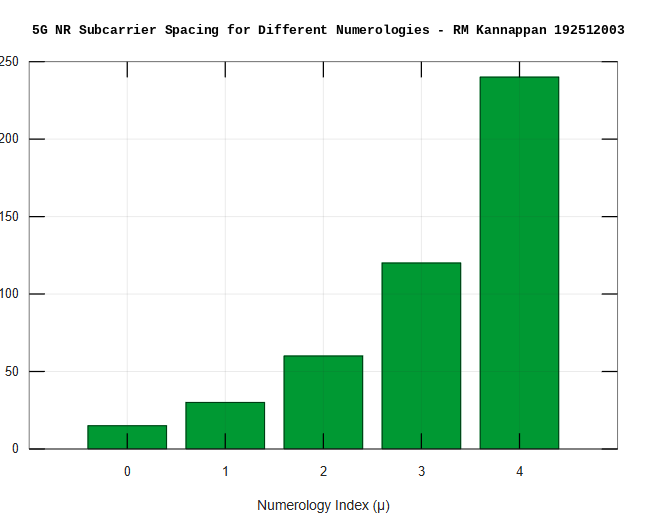 5G NR Subcarrier Spacing for Different Numerologies - RM Kannappan 192512003
250
200
150
100
50
0
0 1 2 3 4
Numerology Index (μ)